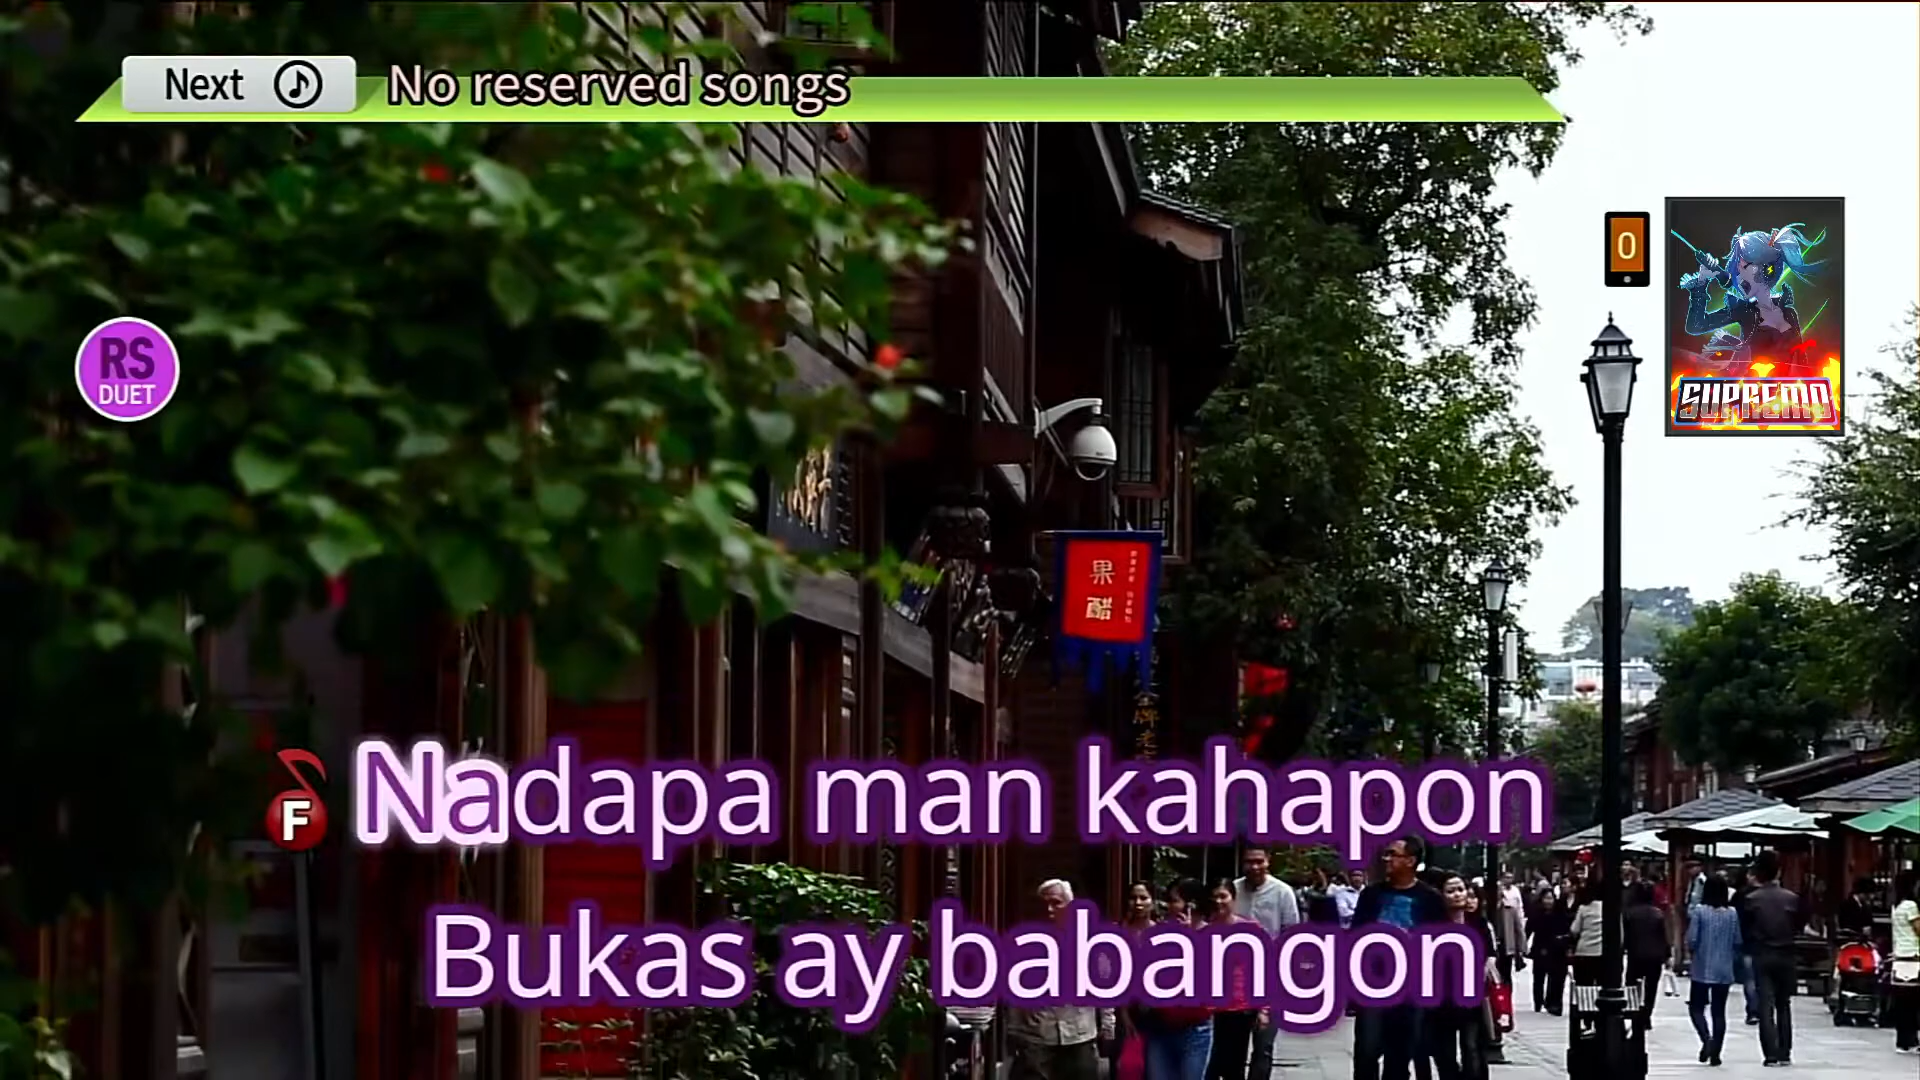 Next No reserved songs
0
SUPREMO
RS
DUET
果醋
F Nadapa man kahapon
Bukas ay babangon